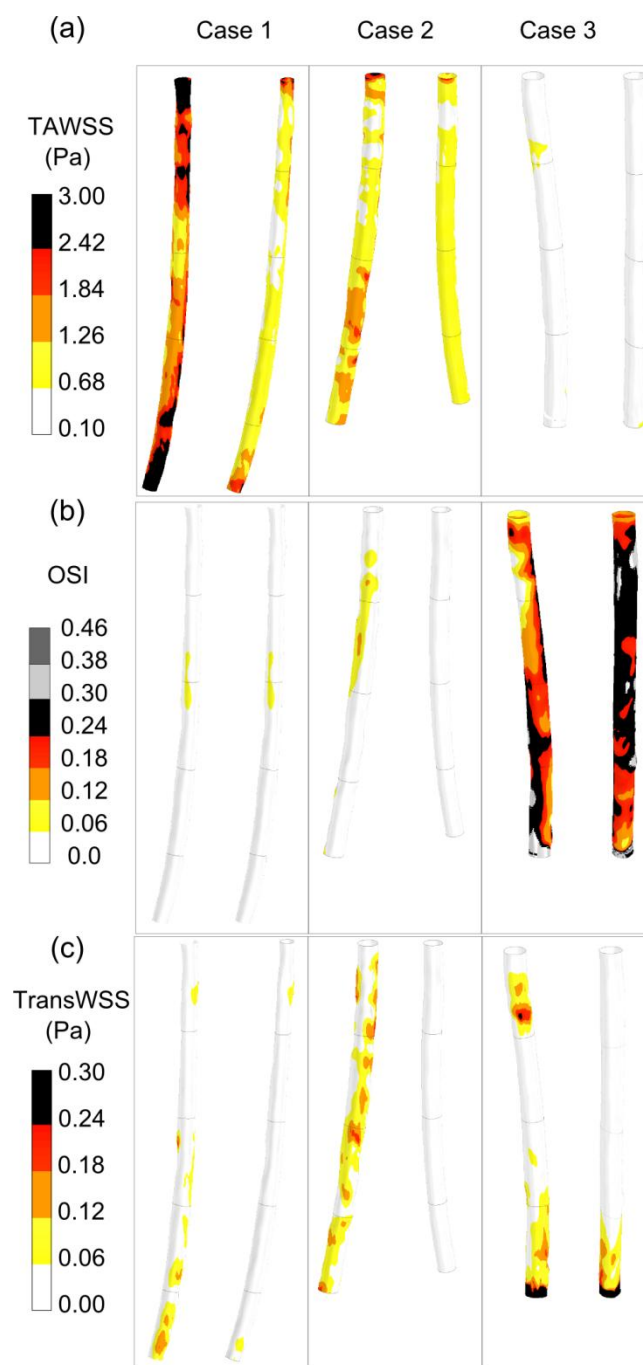 (a)
Case 1
Case 2
Case 3
TAWSS
(Pa)
3.00
2.42
1.84
1.26
0.68
0.10
(b)
OSI
0.46
0.38
0.30
0.24
0.18
0.12
0.06
0.0
(c)
TransWSS
(Pa)
0.30
0.24
0.18
0.12
0.06
0.00